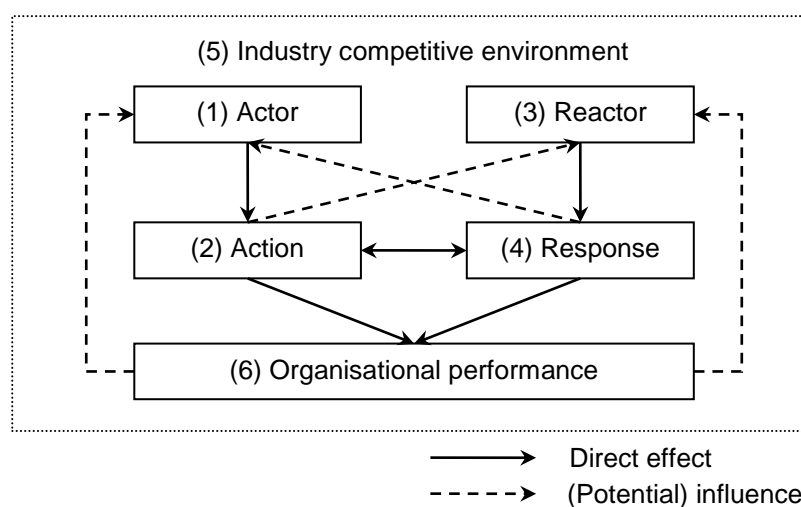 (5) Industry competitive environment
(1) Actor
(3) Reactor
(2) Action
(4) Response
(6) Organisational performance
Direct effect
(Potential) influence